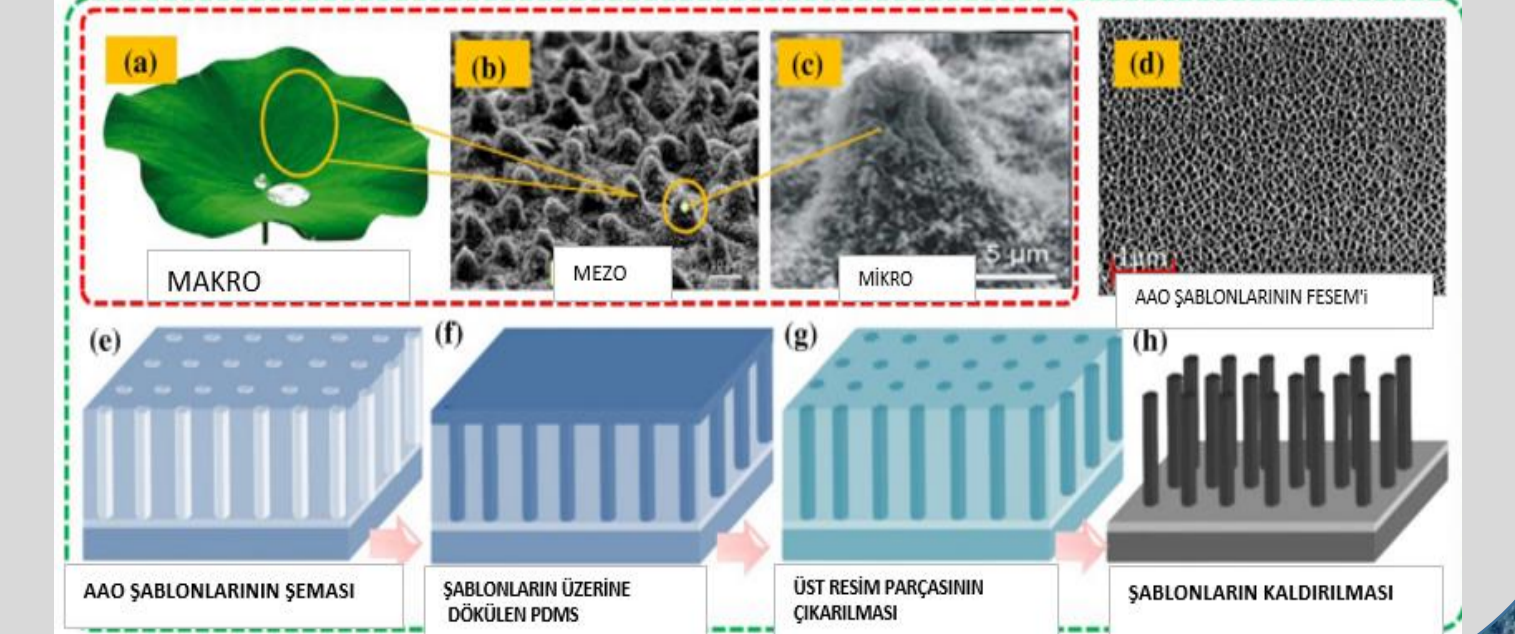 (a)
(b)
(c)
(d)
MAKRO
MEZO
MİKRO
5 µm
1µm
AAO ŞABLONLARININ FESEM'i
(e)
(f)
(g)
(h)
AAO ŞABLONLARININ ŞEMASI
ŞABLONLARIN ÜZERİNE
DÖKÜLEN PDMS
ÜST RESİM PARÇASININ
ÇIKARILMASI
ŞABLONLARIN KALDIRILMASI